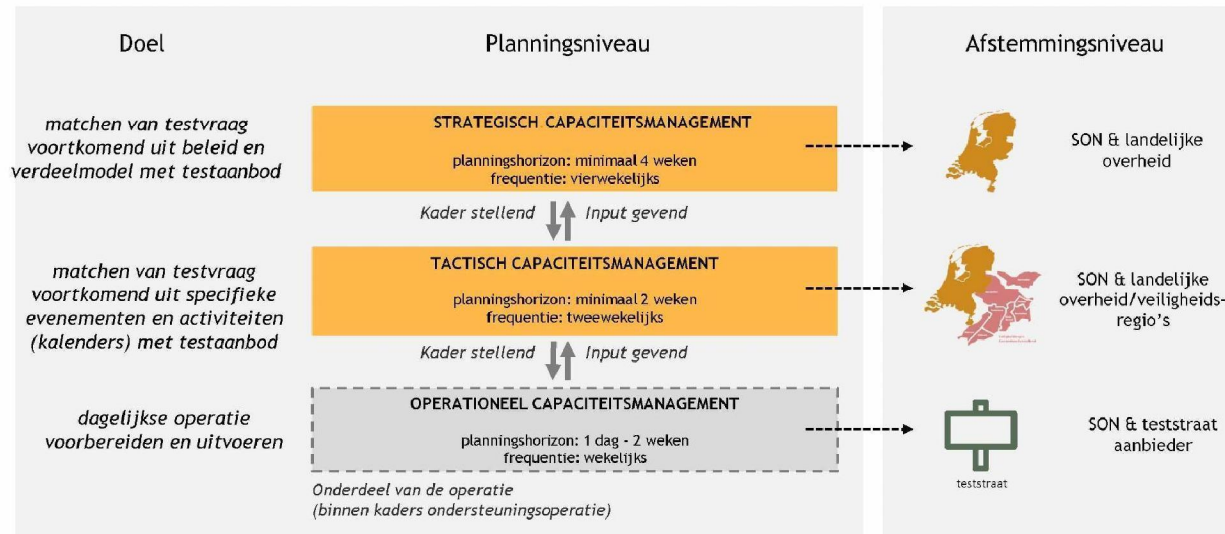 Doel
Planningsniveau
Afstemmingsniveau
matchen van testvraag
voortkomend uit beleid en
verdeelmodel met testaanbod
STRATEGISCH CAPACITEITSMANAGEMENT
planningshorizon: minimaal 4 weken
frequentie: vierwekelijks
SON & landelijke
overheid
Kader stellend
Input gevend
matchen van testvraag
voortkomend uit specifieke
evenementen en activiteiten
(kalenders) met testaanbod
TACTISCH CAPACITEITSMANAGEMENT
planningshorizon: minimaal 2 weken
frequentie: tweewekelijks
SON & landelijke
overheid/veiligheids-
regio's
Kader stellend
Input gevend
dagelijkse operatie
voorbereiden en uitvoeren
OPERATIONEEL CAPACITEITSMANAGEMENT
planningshorizon: 1 dag - 2 weken
frequentie: wekelijks
SON & teststraat
aanbieder
teststraat
Onderdeel van de operatie
(binnen kaders ondersteuningsoperatie)